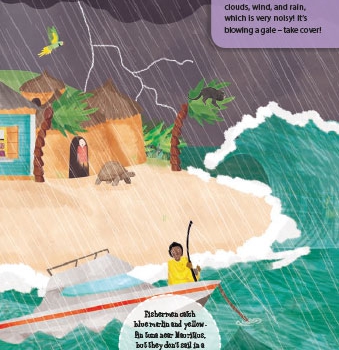 clouds, wind, and rain,
which is very noisy! It's
blowing a gale – take cover!
Fishermen catch
blue marlin and yellow-
fin tuna near Mauritius,
but they don't sail in a